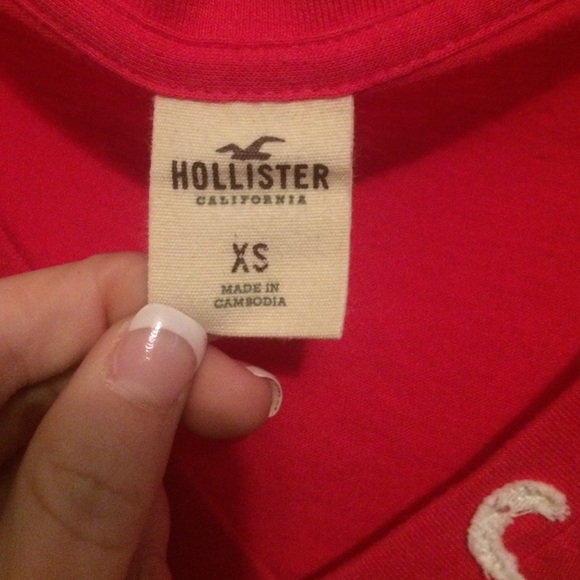 HOLLISTER
CALIFORNIA
XS
MADE IN
CAMBODIA